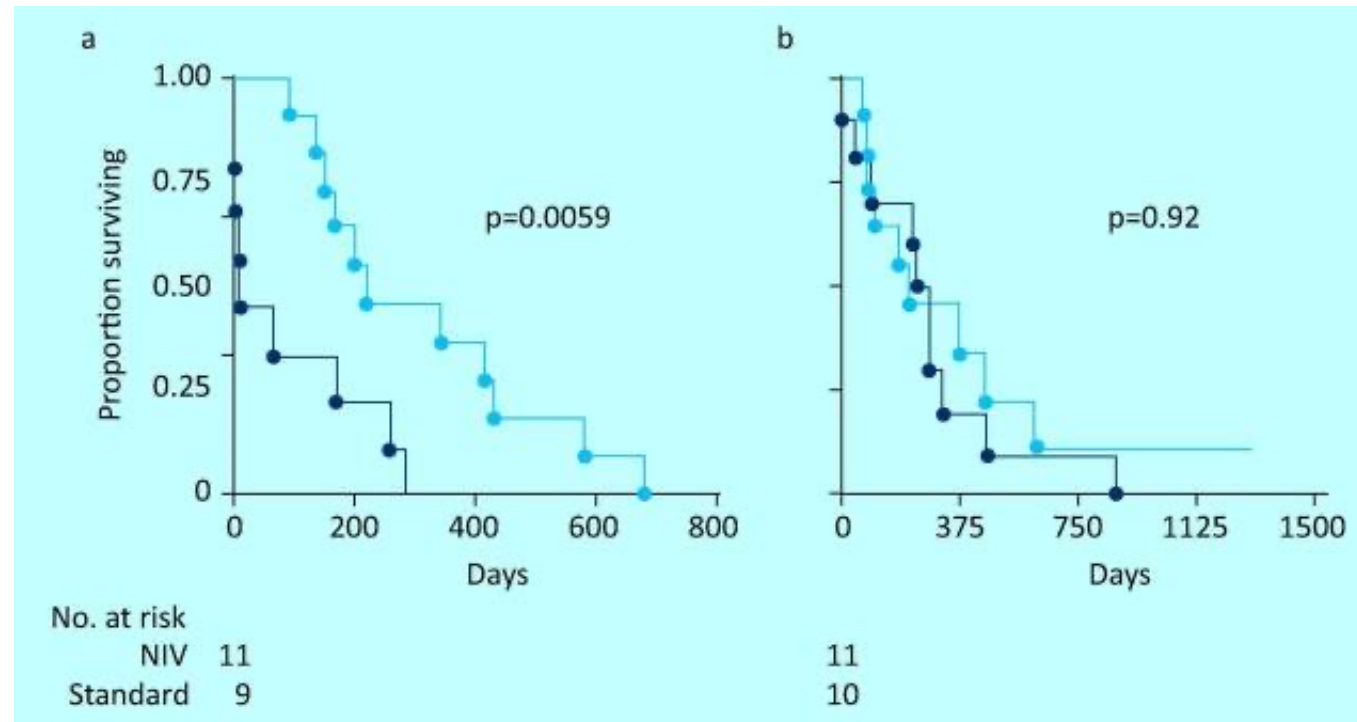 a
b
1.00
0.75
0.50
0.25
0
Proportion surviving
p=0.0059
p=0.92
0 200 400 600 800
0 375 750 1125 1500
Days
Days
No. at risk
NIV 11 11
Standard 9 10